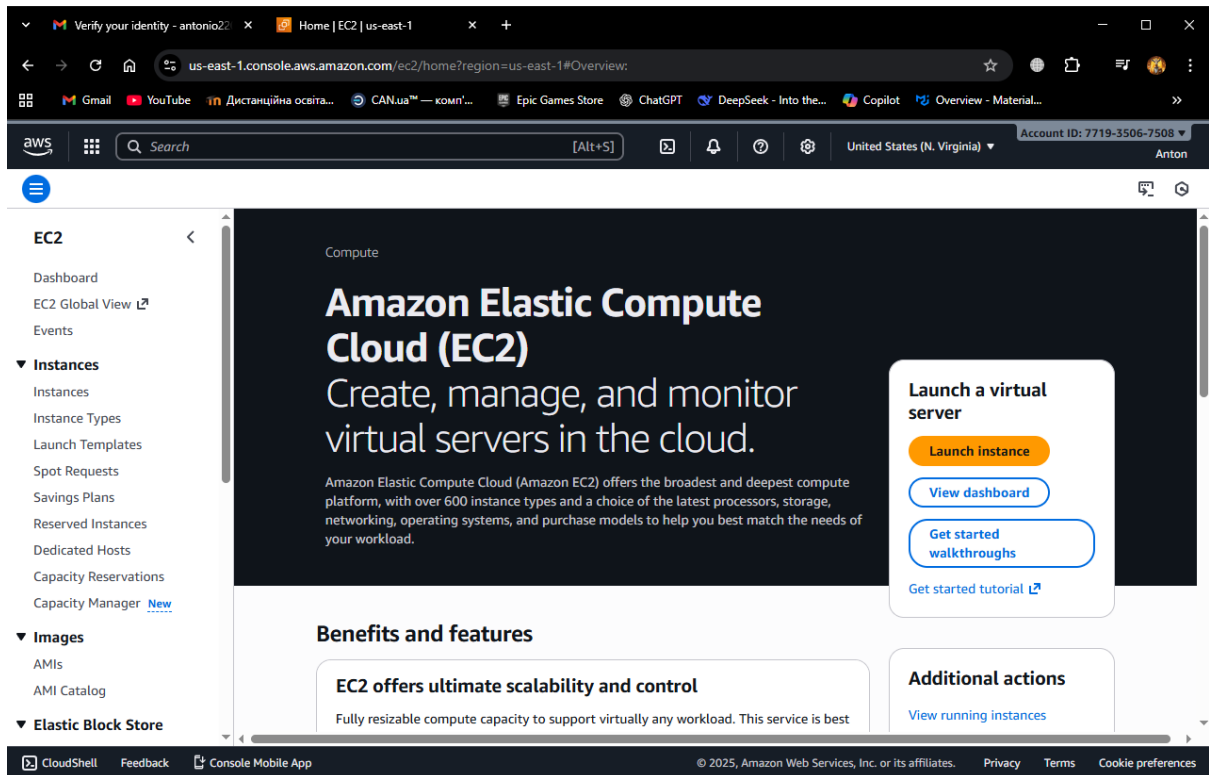 Verify your identity - antonio22
Home | EC2 | us-east-1
us-east-1.console.aws.amazon.com/ec2/home?region=us-east-1#Overview:
Gmail
YouTube
Дистанційна освіта...
CAN.ua™ — комп'...
Epic Games Store
ChatGPT
DeepSeek - Into the...
Copilot
Overview - Material...
aws
Search
[Alt+S]
United States (N. Virginia)
Account ID: 7719-3506-7508
Anton
EC2
Dashboard
EC2 Global View
Events
Instances
Instances
Instance Types
Launch Templates
Spot Requests
Savings Plans
Reserved Instances
Dedicated Hosts
Capacity Reservations
Capacity Manager New
Images
AMIs
AMI Catalog
Elastic Block Store
Compute
Amazon Elastic Compute
Cloud (EC2)
Create, manage, and monitor
virtual servers in the cloud.
Amazon Elastic Compute Cloud (Amazon EC2) offers the broadest and deepest compute
platform, with over 600 instance types and a choice of the latest processors, storage,
networking, operating systems, and purchase models to help you best match the needs of
your workload.
Launch a virtual
server
Launch instance
View dashboard
Get started
walkthroughs
Get started tutorial
Benefits and features
EC2 offers ultimate scalability and control
Fully resizable compute capacity to support virtually any workload. This service is best
Additional actions
View running instances
CloudShell
Feedback
Console Mobile App
© 2025, Amazon Web Services, Inc. or its affiliates.
Privacy
Terms
Cookie preferences